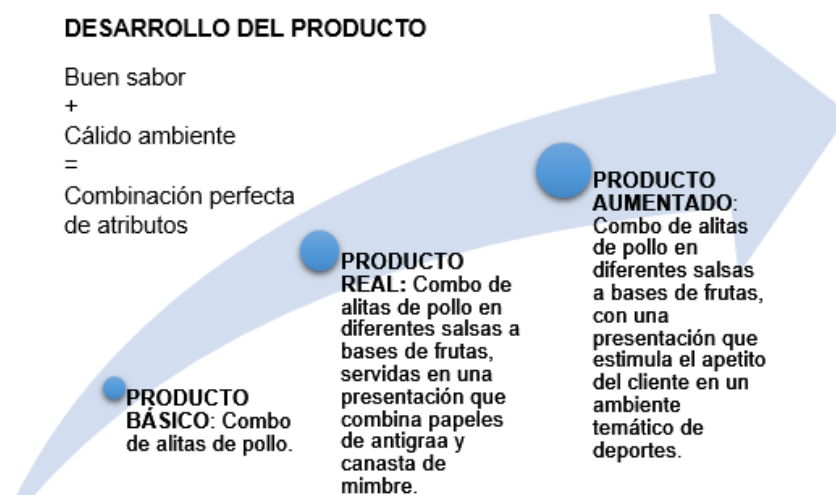 DESARROLLO DEL PRODUCTO
Buen sabor
+
Cálido ambiente
=
Combinación perfecta
de atributos
PRODUCTO
BÁSICO: Combo
de alitas de pollo.
PRODUCTO
REAL: Combo de
alitas de pollo en
diferentes salsas a
bases de frutas,
servidas en una
presentación que
combina papeles
de antigraa y
canasta de
mimbre.
PRODUCTO
AUMENTADO:
Combo de alitas
de pollo en
diferentes salsas
a bases de frutas,
con una
presentación que
estimula el apetito
del cliente en un
ambiente
temático de
deportes.